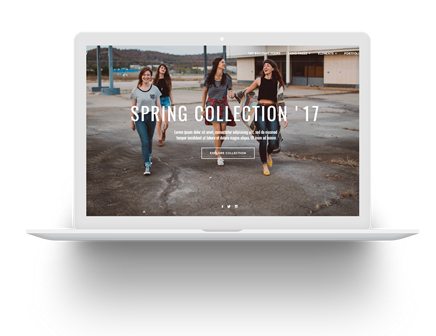 SPRING COLLECTION '17
Lorem ipsum dolor sit amet, consectetur adipiscing elit, sed do eiusmod
tempor incididunt ut labore et dolore magna aliqua. Ut enim ad minim
EXPLORE COLLECTION